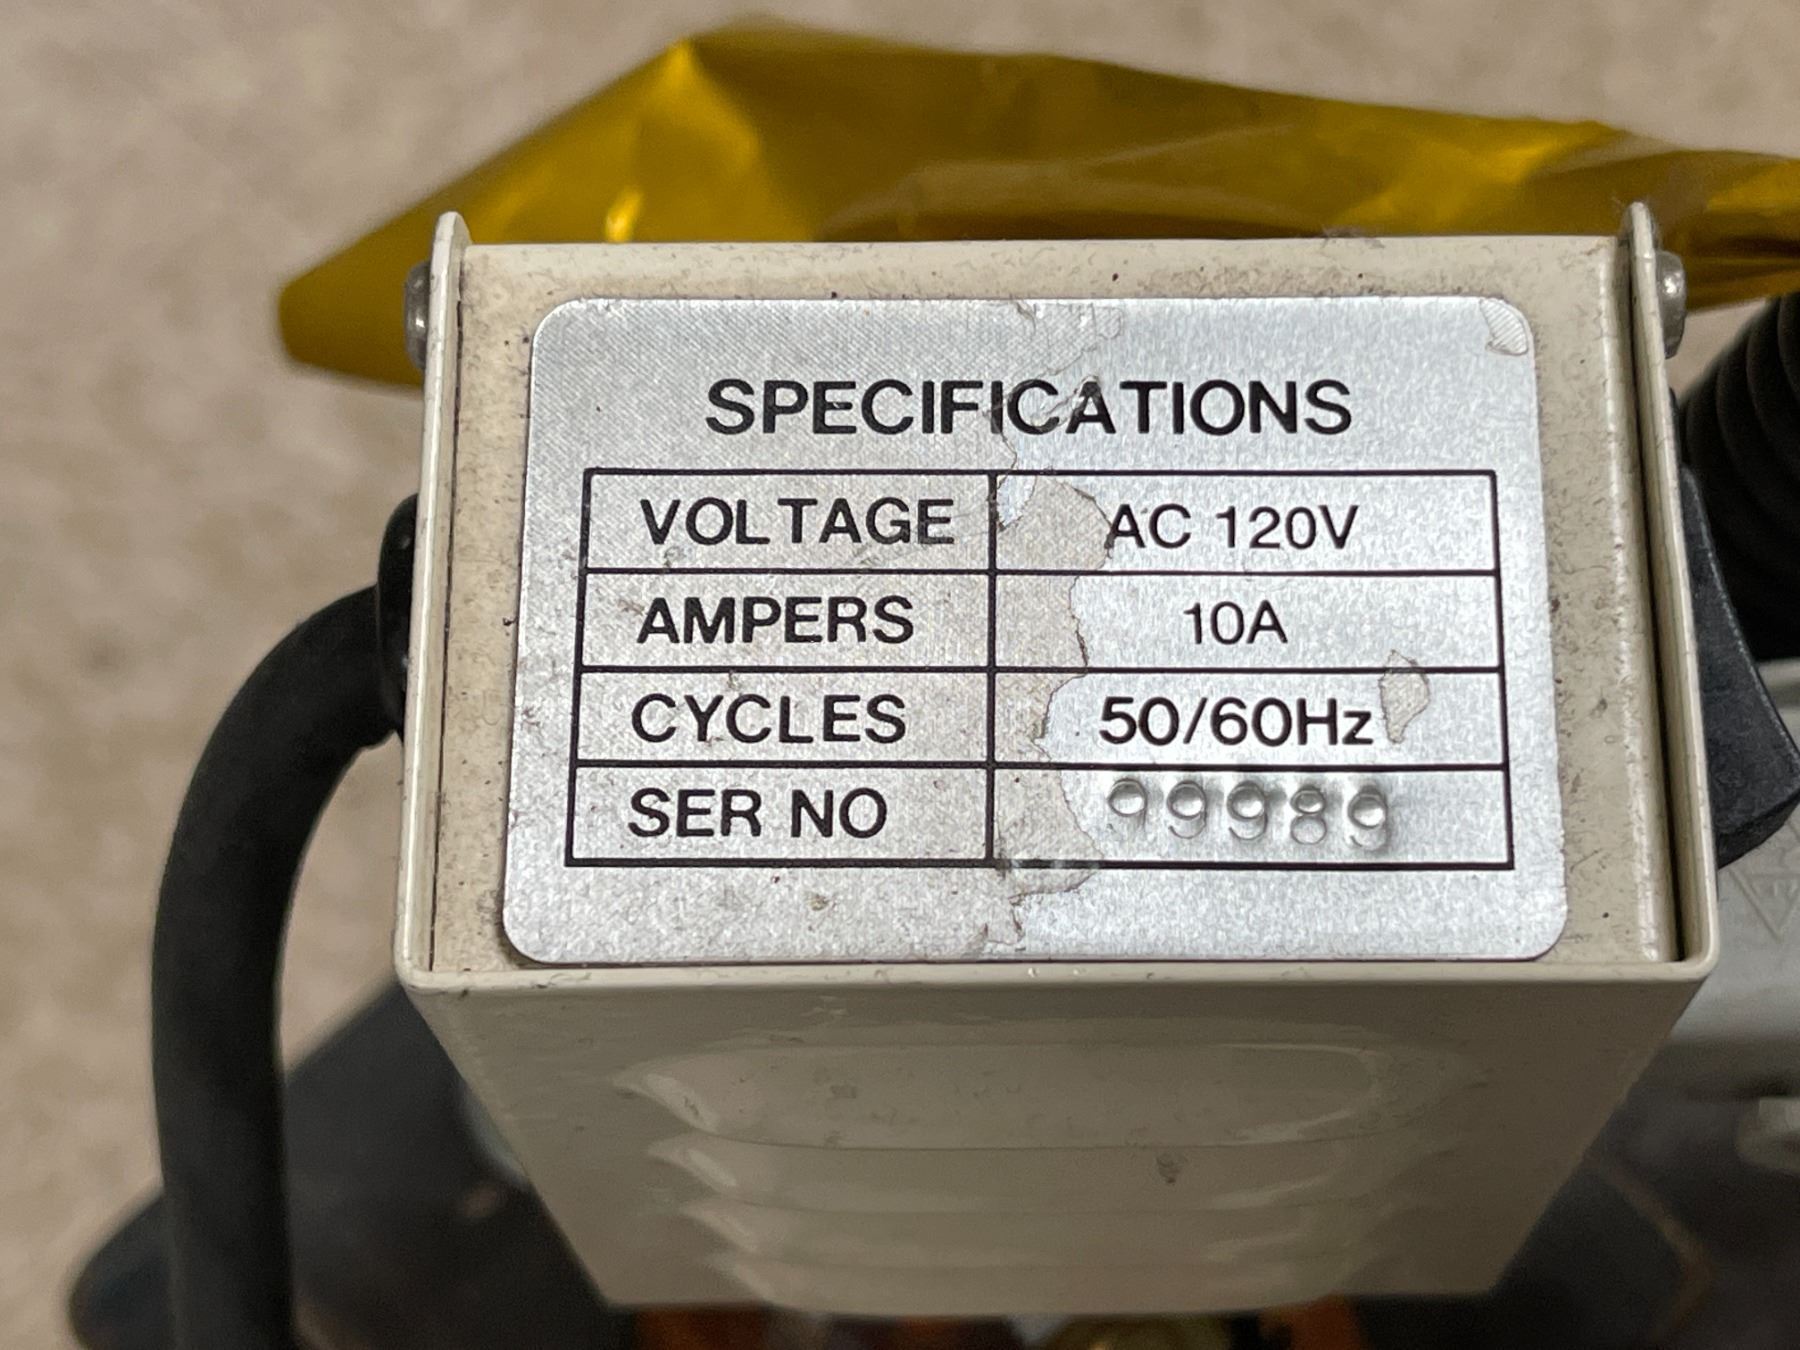 SPECIFICATIONS
VOLTAGE AC 120V
AMPERS 10A
CYCLES 50/60Hz
SER NO 99989